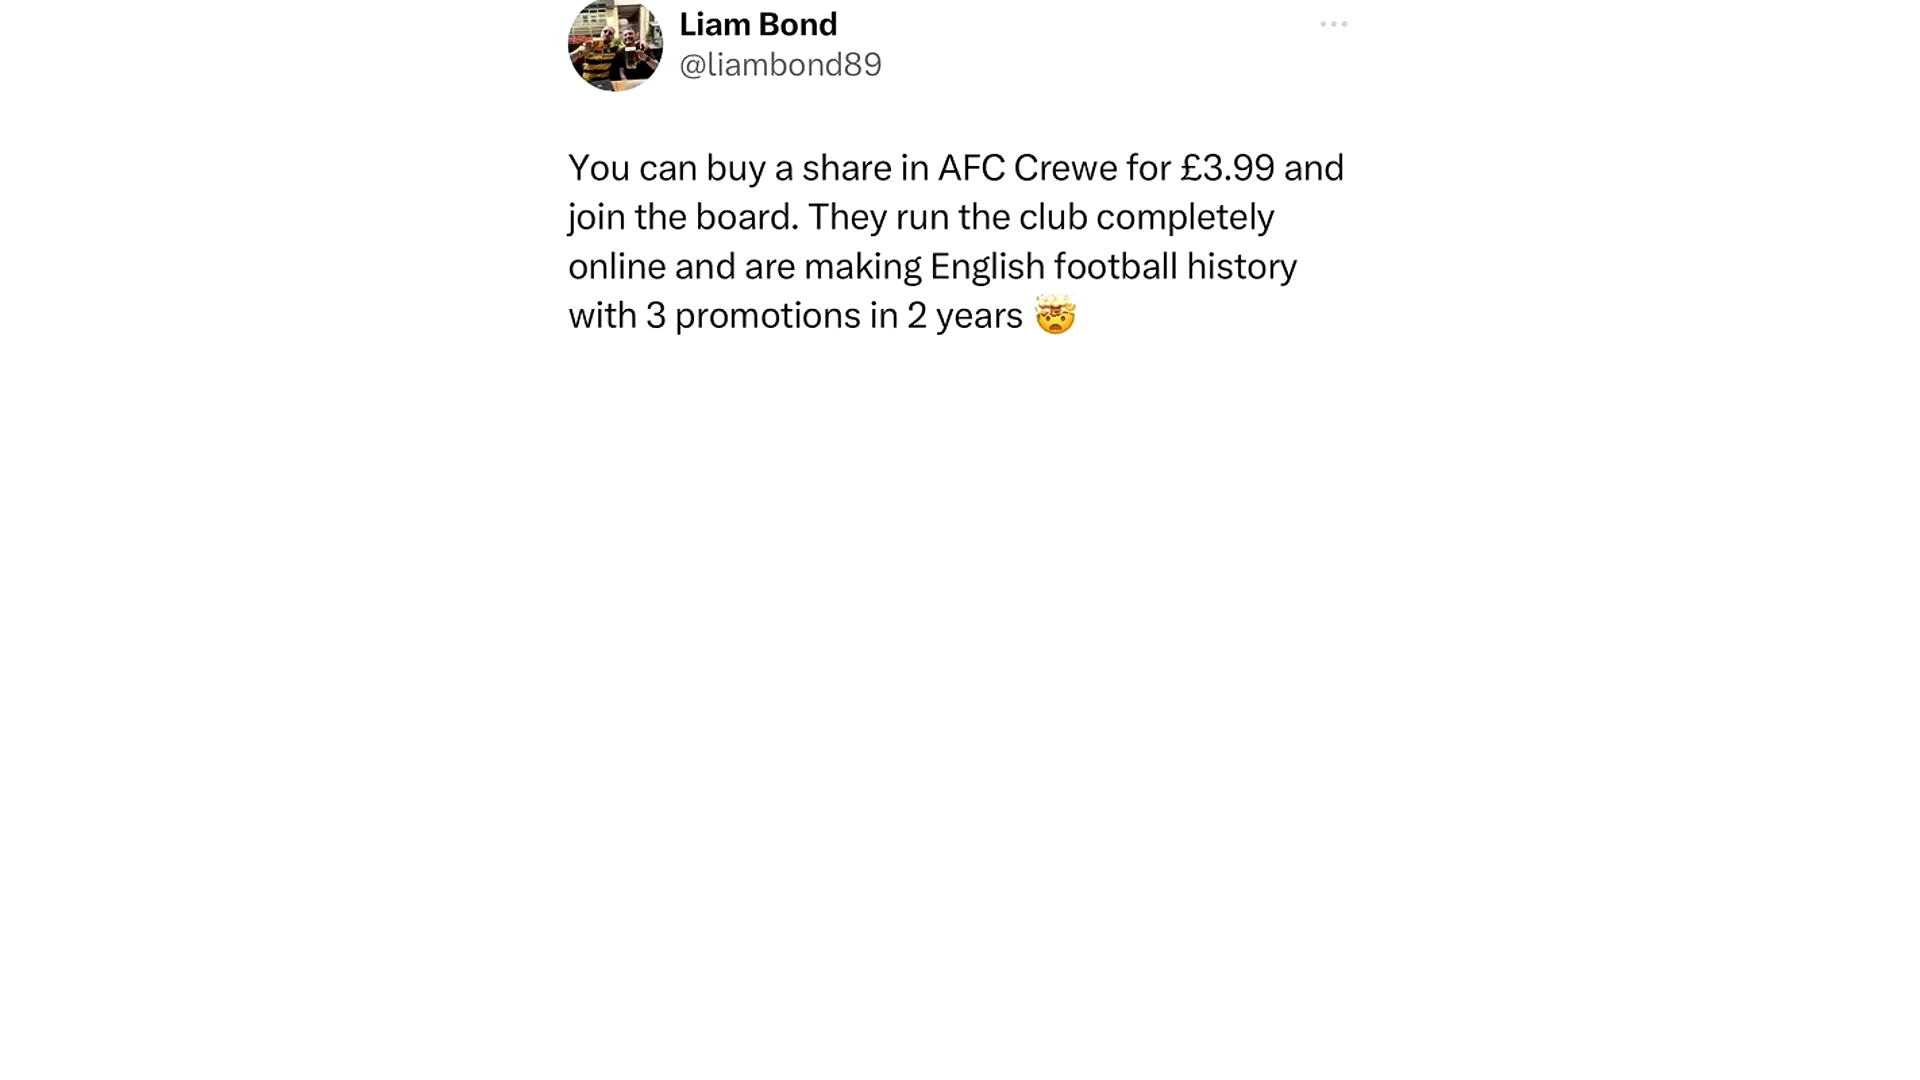 Liam Bond
@liambond89
You can buy a share in AFC Crewe for £3.99 and
join the board. They run the club completely
online and are making English football history
with 3 promotions in 2 years 🤯